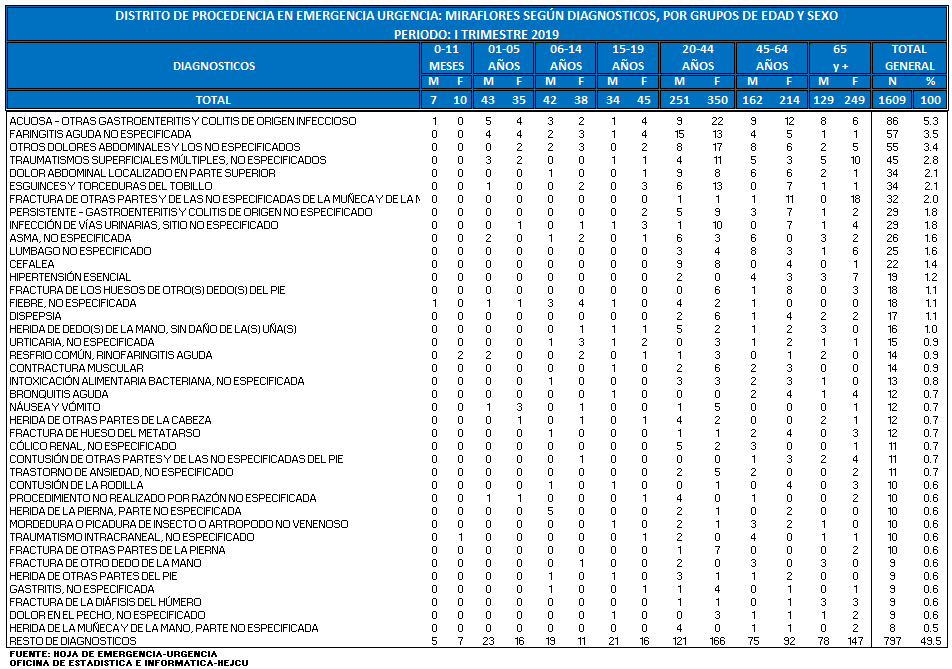 DISTRITO DE PROCEDENCIA EN EMERGENCIA URGENCIA: MIRAFLORES SEGÚN DIAGNOSTICOS, POR GRUPOS DE EDAD Y SEXO
PERIODO: I TRIMESTRE 2019
0-11 01-05 06-14 15-19 20-44 45-64 65 TOTAL
DIAGNOSTICOS MESES AÑOS AÑOS AÑOS AÑOS AÑOS y + GENERAL
M F M F M F M F M F M F M F N %
TOTAL 7 10 43 35 42 38 34 45 251 350 162 214 129 249 1609 100
ACUOSA - OTRAS GASTROENTERITIS Y COLITIS DE ORIGEN INFECCIOSO 1 0 5 4 3 2 1 4 9 22 9 12 8 6 86 5.3
FARINGITIS AGUDA NO ESPECIFICADA 0 0 4 4 2 3 1 4 15 13 4 5 1 1 57 3.5
OTROS DOLORES ABDOMINALES Y LOS NO ESPECIFICADOS 0 0 0 2 2 3 0 2 8 17 8 6 2 5 55 3.4
TRAUMATISMOS SUPERFICIALES MÚLTIPLES, NO ESPECIFICADOS 0 0 3 2 0 0 1 1 4 11 5 3 5 10 45 2.8
DOLOR ABDOMINAL LOCALIZADO EN PARTE SUPERIOR 0 0 0 0 1 0 0 1 9 8 6 6 2 1 34 2.1
ESGUINCES Y TORCEDURAS DEL TOBILLO 0 0 1 0 0 2 0 3 6 13 0 7 1 1 34 2.1
FRACTURA DE OTRAS PARTES Y DE LAS NO ESPECIFICADAS DE LA MUÑECA Y DE LA N 0 0 0 0 0 0 0 0 1 1 1 11 0 18 32 2.0
PERSISTENTE - GASTROENTERITIS Y COLITIS DE ORIGEN NO ESPECIFICADO 0 0 0 0 0 0 0 2 5 9 3 7 1 2 29 1.8
INFECCIÓN DE VÍAS URINARIAS, SITIO NO ESPECIFICADO 0 0 0 1 0 1 1 3 1 10 0 7 1 4 29 1.8
ASMA, NO ESPECIFICADA 0 0 2 0 1 2 0 1 6 3 6 0 3 2 26 1.6
LUMBAGO NO ESPECIFICADO 0 0 0 0 0 0 0 0 3 4 8 3 1 6 25 1.6
CEFALEA 0 0 0 0 0 0 0 0 9 8 0 4 0 1 22 1.4
HIPERTENSIÓN ESENCIAL 0 0 0 0 0 0 0 0 2 0 4 3 3 7 19 1.2
FRACTURA DE LOS HUESOS DE OTRO(S) DEDO(S) DEL PIE 0 0 0 0 0 0 0 0 0 6 1 8 0 3 18 1.1
FIEBRE, NO ESPECIFICADA 1 0 1 1 3 4 1 0 4 2 1 0 0 0 18 1.1
DISPEPSIA 0 0 0 0 0 0 0 0 2 6 1 4 2 2 17 1.1
HERIDA DE DEDO(S) DE LA MANO, SIN DAÑO DE LA(S) UÑA(S) 0 0 0 0 0 1 1 1 5 2 1 2 3 0 16 1.0
URTICARIA, NO ESPECIFICADA 0 0 0 0 1 3 1 2 0 3 1 2 1 1 15 0.9
RESFRIO COMÚN, RINOFARINGITIS AGUDA 0 2 2 0 0 2 0 1 1 3 0 1 2 0 14 0.9
CONTRACTURA MUSCULAR 0 0 0 0 0 0 1 0 2 6 2 3 0 0 14 0.9
INTOXICACIÓN ALIMENTARIA BACTERIANA, NO ESPECIFICADA 0 0 0 0 1 0 0 0 3 3 2 3 1 0 13 0.8
BRONQUITIS AGUDA 0 0 0 0 0 0 1 0 0 0 2 4 1 4 12 0.7
NÁUSEA Y VÓMITO 0 0 1 3 1 0 0 0 1 5 0 0 0 1 12 0.7
HERIDA DE OTRAS PARTES DE LA CABEZA 0 0 0 1 0 1 0 1 4 2 0 0 2 1 12 0.7
FRACTURA DE HUESO DEL METATARSO 0 0 0 0 1 0 0 0 1 1 2 4 0 3 12 0.7
CÓLICO RENAL, NO ESPECIFICADO 0 0 0 0 0 0 0 0 5 2 3 0 0 1 11 0.7
CONTUSIÓN DE OTRAS PARTES Y DE LAS NO ESPECIFICADAS DEL PIE 0 0 0 0 0 1 0 0 0 1 1 3 2 4 11 0.7
TRASTORNO DE ANSIEDAD, NO ESPECIFICADO 0 0 0 0 0 0 0 0 2 5 2 0 0 2 11 0.7
CONTUSIÓN DE LA RODILLA 0 0 0 0 1 0 1 0 0 1 0 4 0 3 10 0.6
PROCEDIMIENTO NO REALIZADO POR RAZÓN NO ESPECIFICADA 0 0 1 1 0 0 0 1 4 0 1 0 0 2 10 0.6
HERIDA DE LA PIERNA, PARTE NO ESPECIFICADA 0 0 0 0 5 0 0 0 2 1 0 2 0 0 10 0.6
MORDEDURA O PICADURA DE INSECTO O ARTROPODO NO VENENOSO 0 0 0 0 0 0 1 0 2 1 3 2 1 0 10 0.6
TRAUMATISMO INTRACRANEAL, NO ESPECIFICADO 0 1 0 0 0 0 0 1 2 0 4 0 1 1 10 0.6
FRACTURA DE OTRAS PARTES DE LA PIERNA 0 0 0 0 0 0 0 0 1 7 0 0 0 2 10 0.6
FRACTURA DE OTRO DEDO DE LA MANO 0 0 0 0 0 1 0 0 2 0 3 0 3 0 9 0.6
HERIDA DE OTRAS PARTES DEL PIE 0 0 0 0 1 0 1 0 3 1 1 2 0 0 9 0.6
GASTRITIS, NO ESPECIFICADA 0 0 0 0 1 1 0 0 1 4 1 0 0 1 9 0.6
FRACTURA DE LA DIÁFISIS DEL HÚMERO 0 0 0 0 0 0 0 0 1 1 0 1 3 3 9 0.6
DOLOR EN EL PECHO, NO ESPECIFICADO 0 0 0 0 0 0 1 0 0 3 1 1 1 2 9 0.6
HERIDA DE LA MUÑECA Y DE LA MANO, PARTE NO ESPECIFICADA 0 0 0 0 0 0 0 0 4 0 1 2 1 0 8 0.5
RESTO DE DIAGNOSTICOS 5 7 23 16 19 11 21 16 121 166 75 92 78 147 797 49.5
FUENTE: HOJA DE EMERGENCIA-URGENCIA
OFICINA DE ESTADISTICA E INFORMATICA-HEJCU